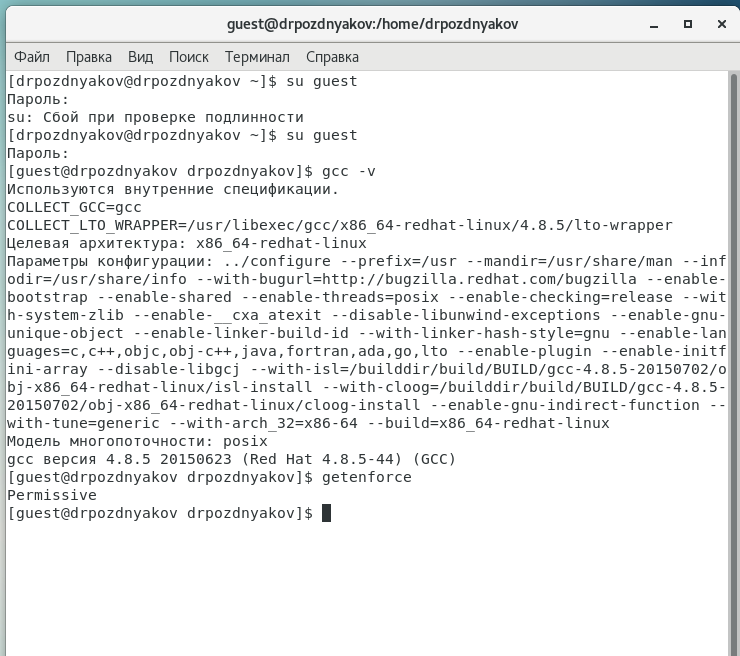 guest@drpozdnyakov:/home/drpozdnyakov
Файл Правка Вид Поиск Терминал Справка
[drpozdnyakov@drpozdnyakov ~]$ su guest
Пароль:
su: Сбой при проверке подлинности
[drpozdnyakov@drpozdnyakov ~]$ su guest
Пароль:
[guest@drpozdnyakov drpozdnyakov]$ gcc -v
Используются внутренние спецификации.
COLLECT_GCC=gcc
COLLECT_LTO_WRAPPER=/usr/libexec/gcc/x86_64-redhat-linux/4.8.5/lto-wrapper
Целевая архитектура: x86_64-redhat-linux
Параметры конфигурации: ../configure --prefix=/usr --mandir=/usr/share/man --inf
odir=/usr/share/info --with-bugurl=http://bugzilla.redhat.com/bugzilla --enable-
bootstrap --enable-shared --enable-threads=posix --enable-checking=release --wit
h-system-zlib --enable-__cxa_atexit --disable-libunwind-exceptions --enable-gnu-
unique-object --enable-linker-build-id --with-linker-hash-style=gnu --enable-lan
guages=c,c++,objc,obj-c++,java,fortran,ada,go,lto --enable-plugin --enable-initf
ini-array --disable-libgcj --with-isl=/builddir/build/BUILD/gcc-4.8.5-20150702/o
bj-x86_64-redhat-linux/isl-install --with-cloog=/builddir/build/BUILD/gcc-4.8.5-
20150702/obj-x86_64-redhat-linux/cloog-install --enable-gnu-indirect-function --
with-tune=generic --with-arch_32=x86-64 --build=x86_64-redhat-linux
Модель многопоточности: posix
gcc версия 4.8.5 20150623 (Red Hat 4.8.5-44) (GCC)
[guest@drpozdnyakov drpozdnyakov]$ getenforce
Permissive
[guest@drpozdnyakov drpozdnyakov]$